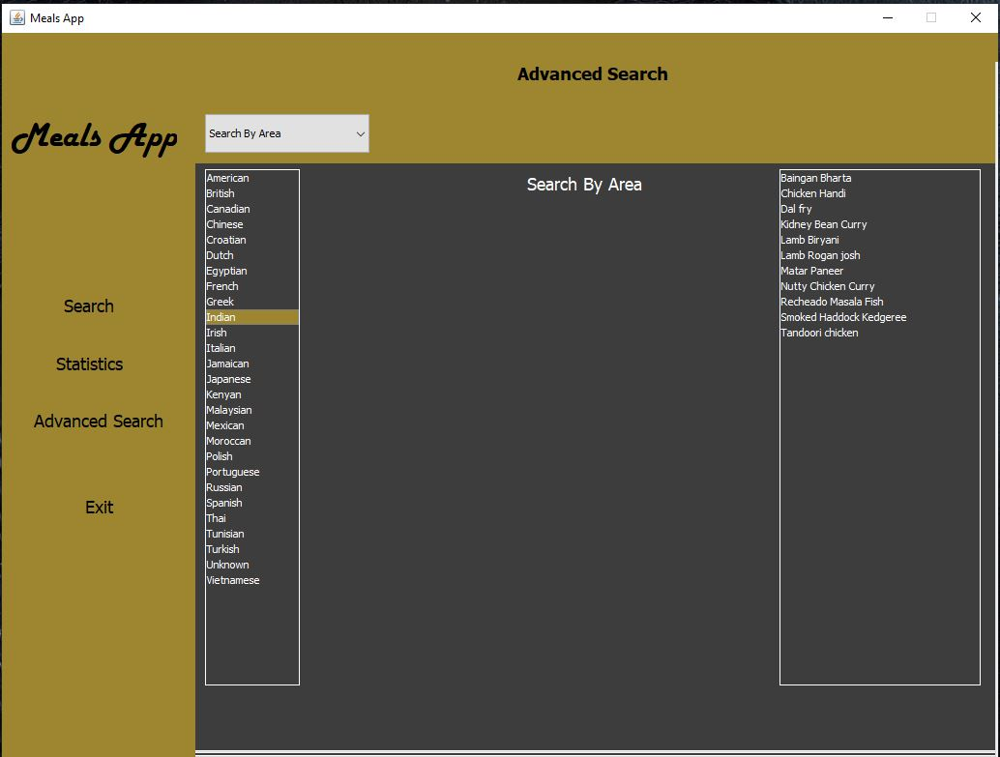 Meals App
Advanced Search
Meals App
Search By Area
Search
Statistics
Advanced Search
Exit
American
British
Canadian
Chinese
Croatian
Dutch
Egyptian
French
Greek
Indian
Irish
Italian
Jamaican
Japanese
Kenyan
Malaysian
Mexican
Moroccan
Polish
Portuguese
Russian
Spanish
Thai
Tunisian
Turkish
Unknown
Vietnamese
Search By Area
Baingan Bharta
Chicken Handi
Dal fry
Kidney Bean Curry
Lamb Biryani
Lamb Rogan josh
Matar Paneer
Nutty Chicken Curry
Recheado Masala Fish
Smoked Haddock Kedgeree
Tandoori chicken